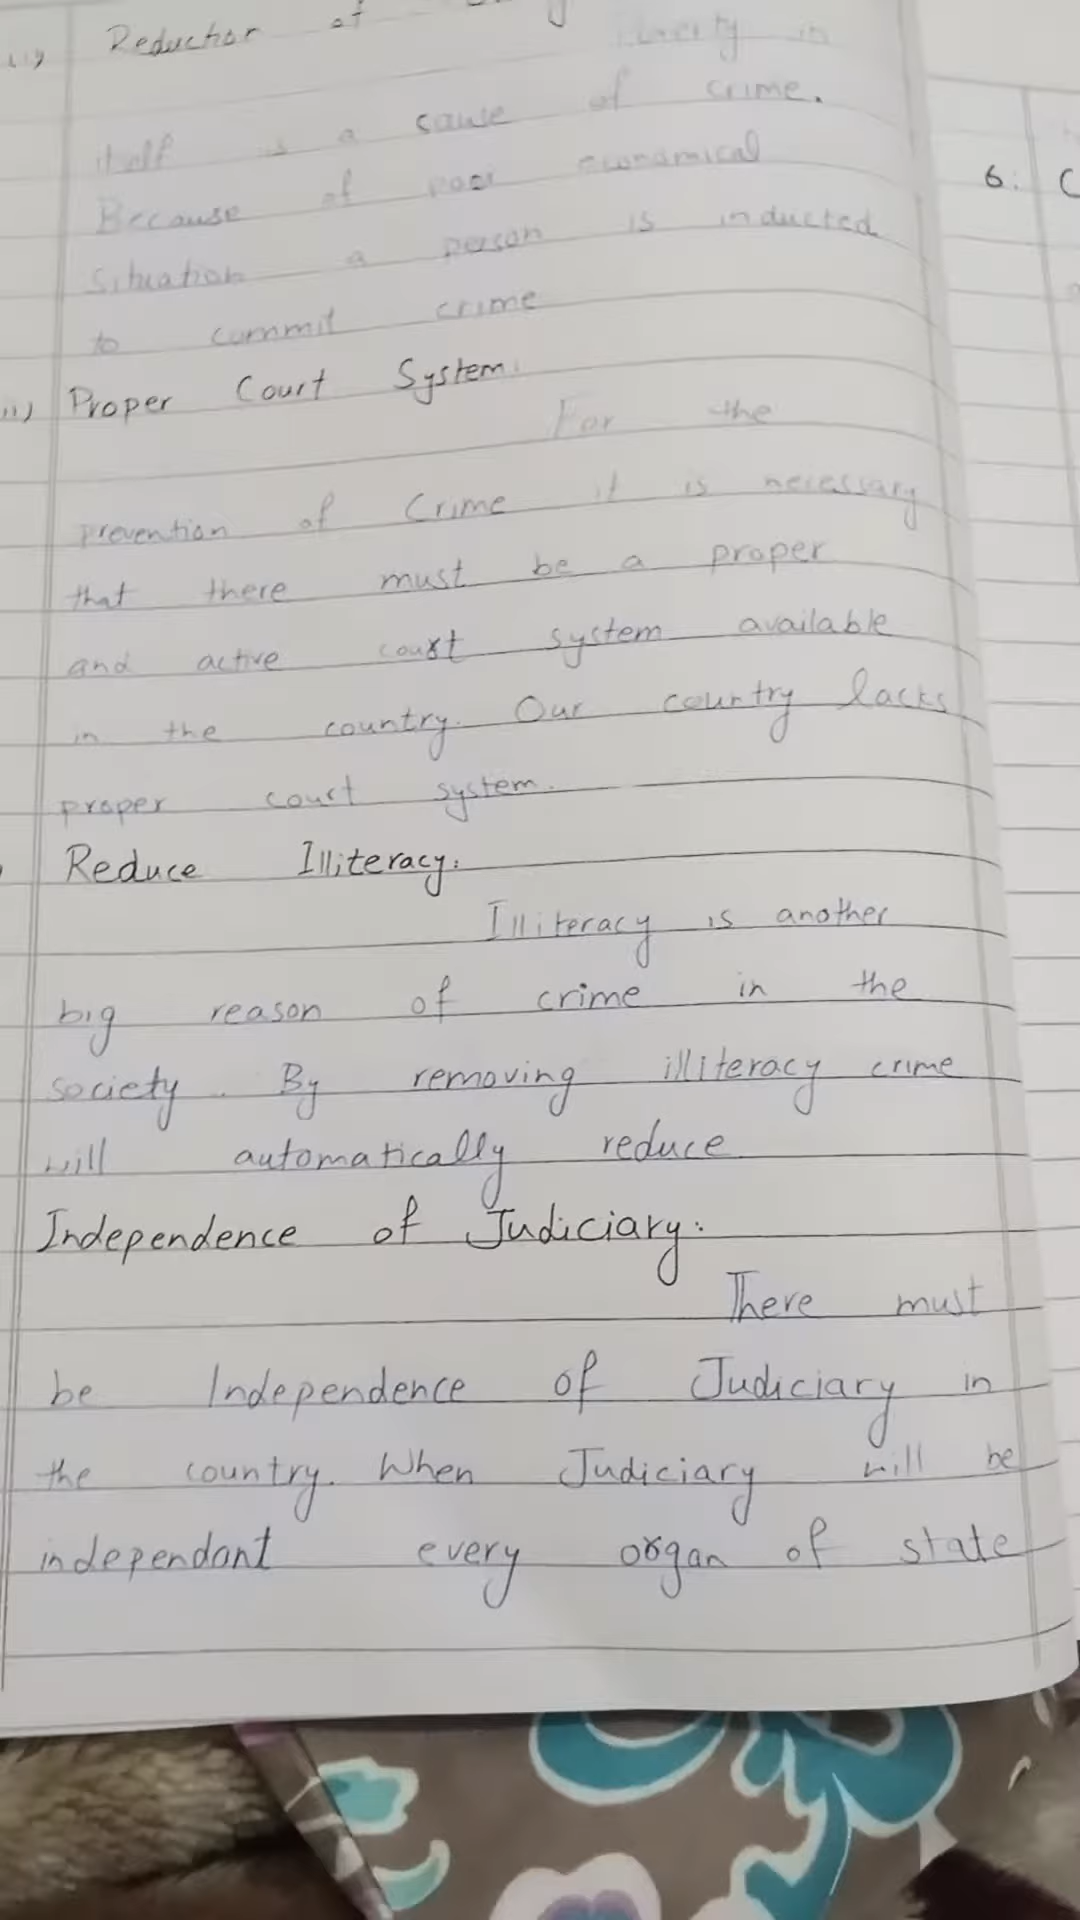 Reduction of
in
itself is a cause of crime.
Because of poor economical
situation a person is inducted
to commit crime
ii) Proper Court System.
For the
prevention of Crime it is necessary
that there must be a proper
and active court system available
in the country. Our country lacks
proper court system.
Reduce Illiteracy.
Illiteracy is another
big reason of crime in the
society. By removing illiteracy crime
will automatically reduce
Independence of Judiciary:
There must
be Independence of Judiciary in
the country. When Judiciary will be
independant every organ of state
6: